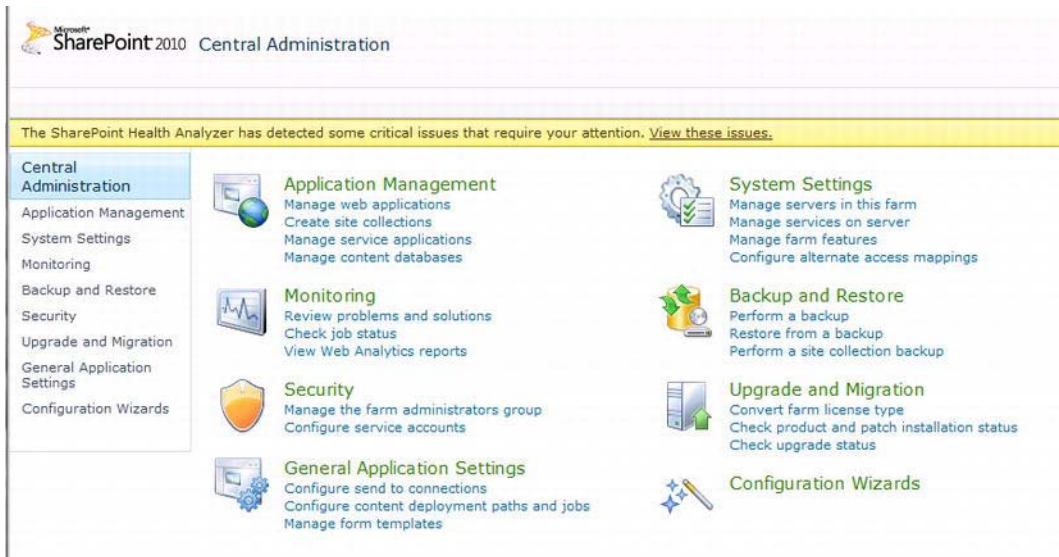 Microsoft®
SharePoint 2010 Central Administration
The SharePoint Health Analyzer has detected some critical issues that require your attention. View these issues.
Central
Administration
Application Management
System Settings
Monitoring
Backup and Restore
Security
Upgrade and Migration
General Application
Settings
Configuration Wizards
Application Management
Manage web applications
Create site collections
Manage service applications
Manage content databases
System Settings
Manage servers in this farm
Manage services on server
Manage farm features
Configure alternate access mappings
Monitoring
Review problems and solutions
Check job status
View Web Analytics reports
Backup and Restore
Perform a backup
Restore from a backup
Perform a site collection backup
Security
Manage the farm administrators group
Configure service accounts
Upgrade and Migration
Convert farm license type
Check product and patch installation status
Check upgrade status
General Application Settings
Configure send to connections
Configure content deployment paths and jobs
Manage form templates
Configuration Wizards